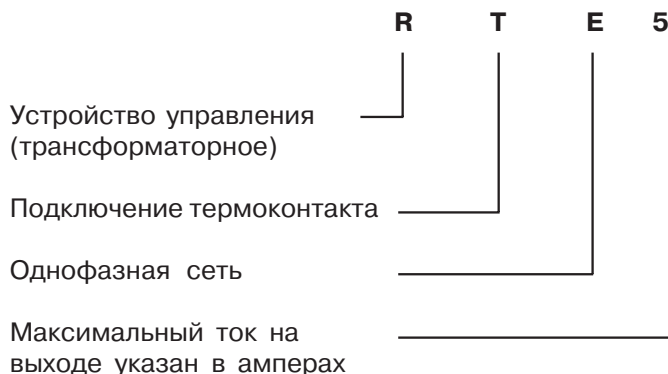 R T E 5
Устройство управления
(трансформаторное)
Подключение термоконтакта
Однофазная сеть
Максимальный ток на
выходе указан в амперах